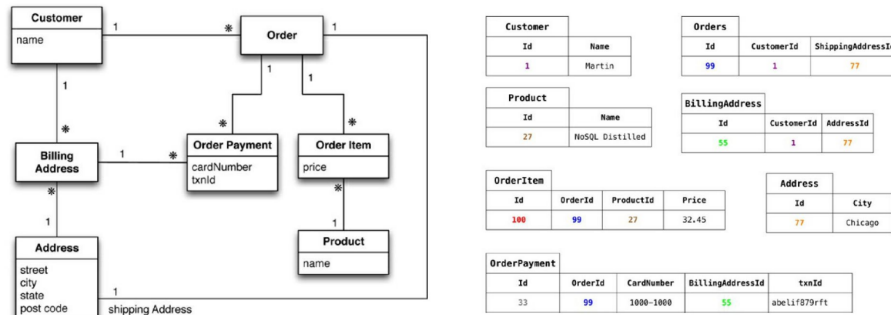 Customer
name
1
*
Order
1
1
1
1
*
*
*
Billing
Address
1
*
Order Payment
cardNumber
txnId
Order Item
price
*
*
1
1
Address
street
city
state
post code
Product
name
1
shipping Address
Customer
Id Name
1 Martin
Orders
Id CustomerId ShippingAddressId
99 1 77
Product
Id Name
27 NoSQL Distilled
BillingAddress
Id CustomerId AddressId
55 1 77
OrderItem
Id OrderId ProductId Price
100 99 27 32.45
Address
Id City
77 Chicago
OrderPayment
Id OrderId CardNumber BillingAddressId txnId
33 99 1000-1000 55 abelif879rft